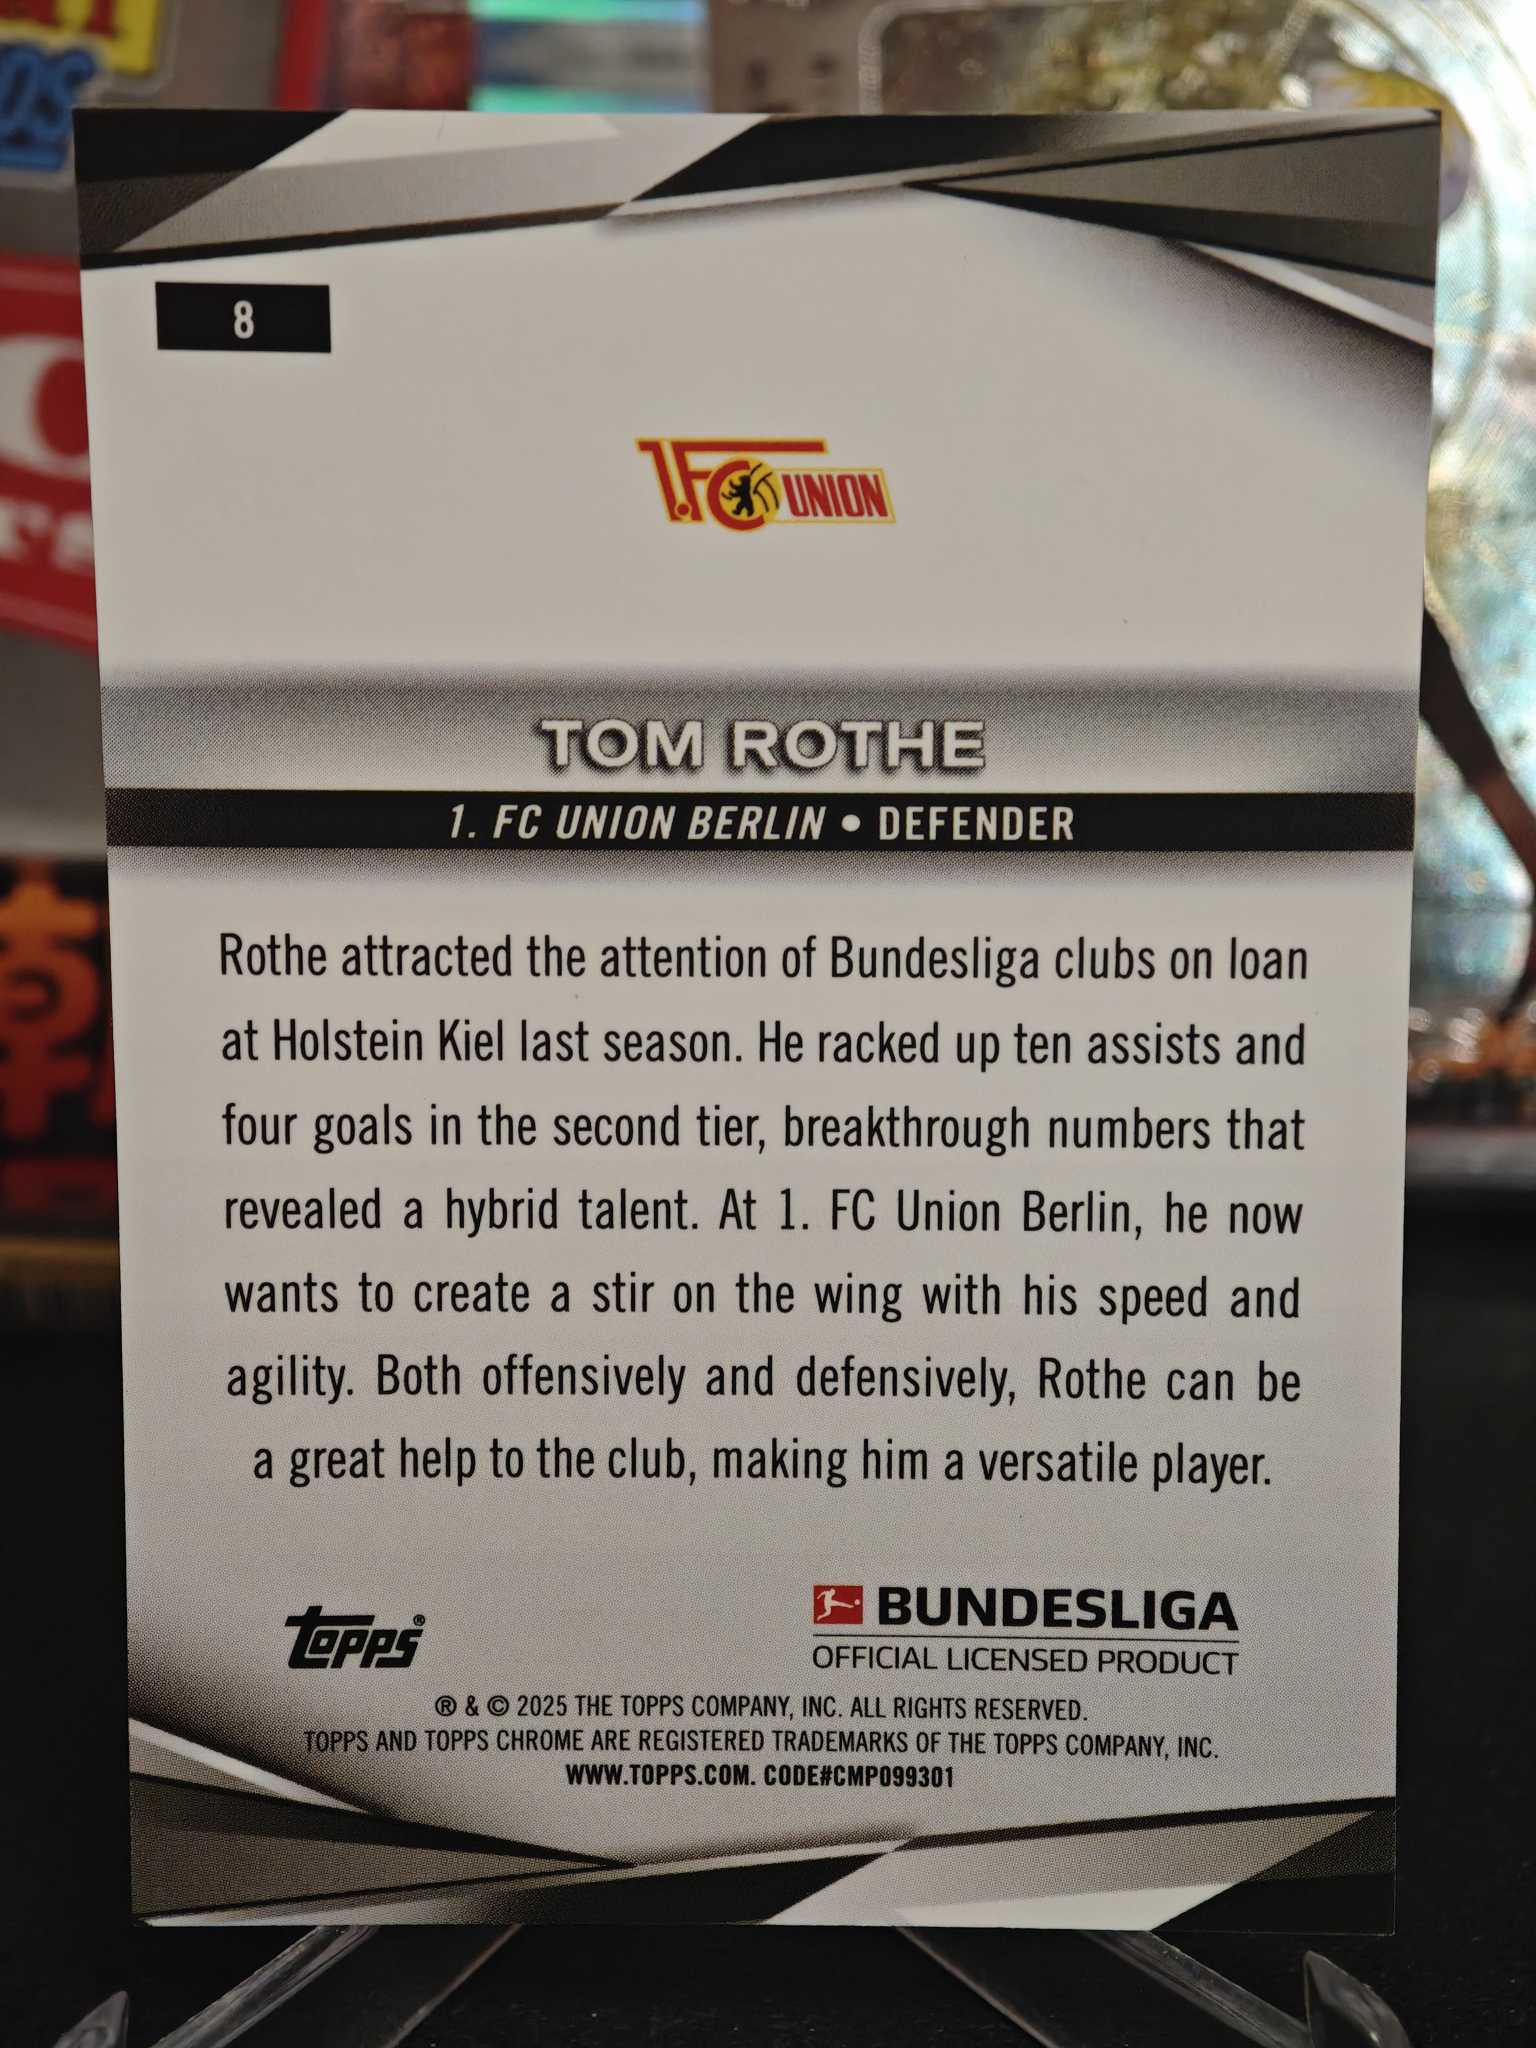 8
1.FC UNION
TOM ROTHE
1. FC UNION BERLIN • DEFENDER
Rothe attracted the attention of Bundesliga clubs on loan
at Holstein Kiel last season. He racked up ten assists and
four goals in the second tier, breakthrough numbers that
revealed a hybrid talent. At 1. FC Union Berlin, he now
wants to create a stir on the wing with his speed and
agility. Both offensively and defensively, Rothe can be
a great help to the club, making him a versatile player.
topps®
BUNDESLIGA
OFFICIAL LICENSED PRODUCT
® & © 2025 THE TOPPS COMPANY, INC. ALL RIGHTS RESERVED.
TOPPS AND TOPPS CHROME ARE REGISTERED TRADEMARKS OF THE TOPPS COMPANY, INC.
WWW.TOPPS.COM. CODE#CMP099301